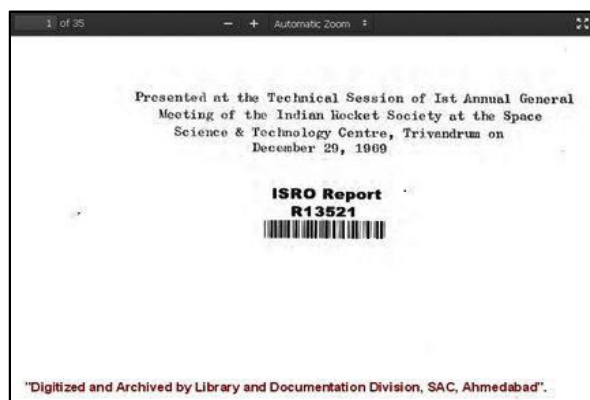 1 of 35 − + Automatic Zoom
Presented at the Technical Session of Ist Annual General
Meeting of the Indian Rocket Society at the Space
Science & Technology Centre, Trivandrum on
December 29, 1969
ISRO Report
R13521
"Digitized and Archived by Library and Documentation Division, SAC, Ahmedabad".